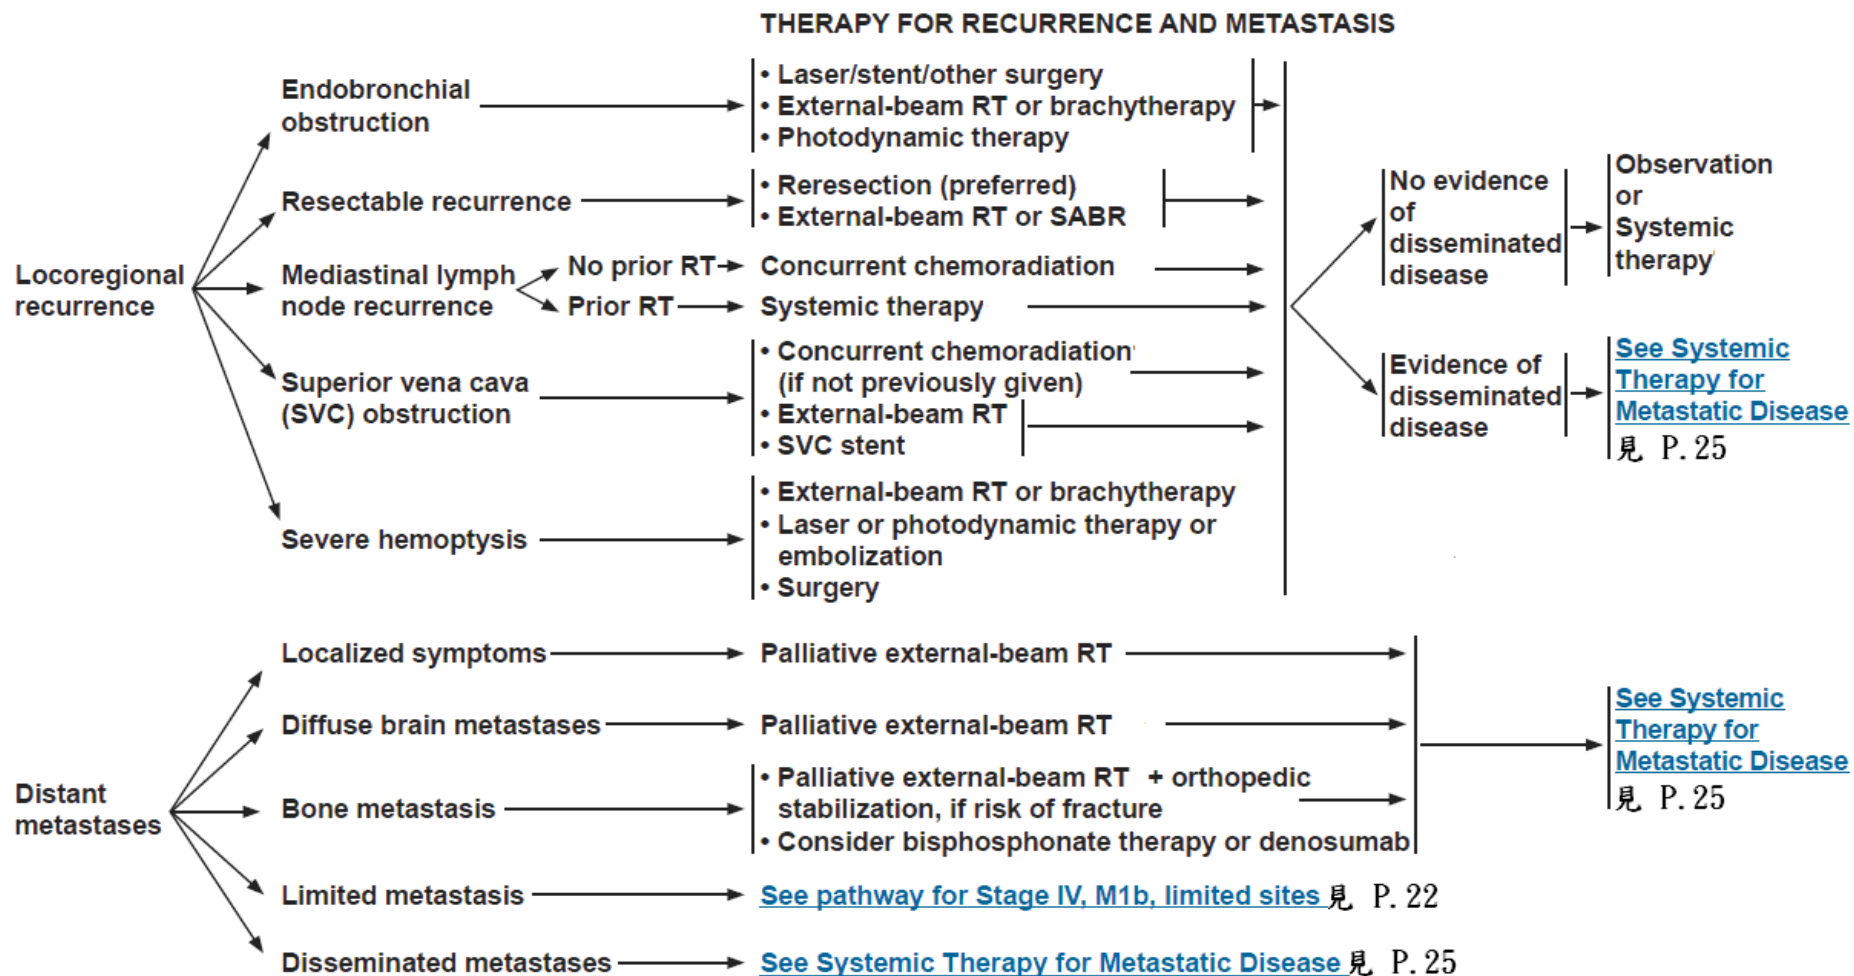 THERAPY FOR RECURRENCE AND METASTASIS
Locoregional
recurrence
Endobronchial
obstruction
• Laser/stent/other surgery
• External-beam RT or brachytherapy
• Photodynamic therapy
Resectable recurrence
• Reresection (preferred)
• External-beam RT or SABR
Mediastinal lymph
node recurrence
No prior RT
Concurrent chemoradiation
Prior RT
Systemic therapy
Superior vena cava
(SVC) obstruction
• Concurrent chemoradiation
(if not previously given)
• External-beam RT
• SVC stent
Severe hemoptysis
• External-beam RT or brachytherapy
• Laser or photodynamic therapy or
embolization
• Surgery
No evidence
of
disseminated
disease
Observation
or
Systemic
therapy
Evidence of
disseminated
disease
See Systemic
Therapy for
Metastatic Disease
見 P.25
Distant
metastases
Localized symptoms
Palliative external-beam RT
Diffuse brain metastases
Palliative external-beam RT
Bone metastasis
• Palliative external-beam RT + orthopedic
stabilization, if risk of fracture
• Consider bisphosphonate therapy or denosumab
See Systemic
Therapy for
Metastatic Disease
見 P.25
Limited metastasis
See pathway for Stage IV, M1b, limited sites 見 P.22
Disseminated metastases
See Systemic Therapy for Metastatic Disease 見 P.25